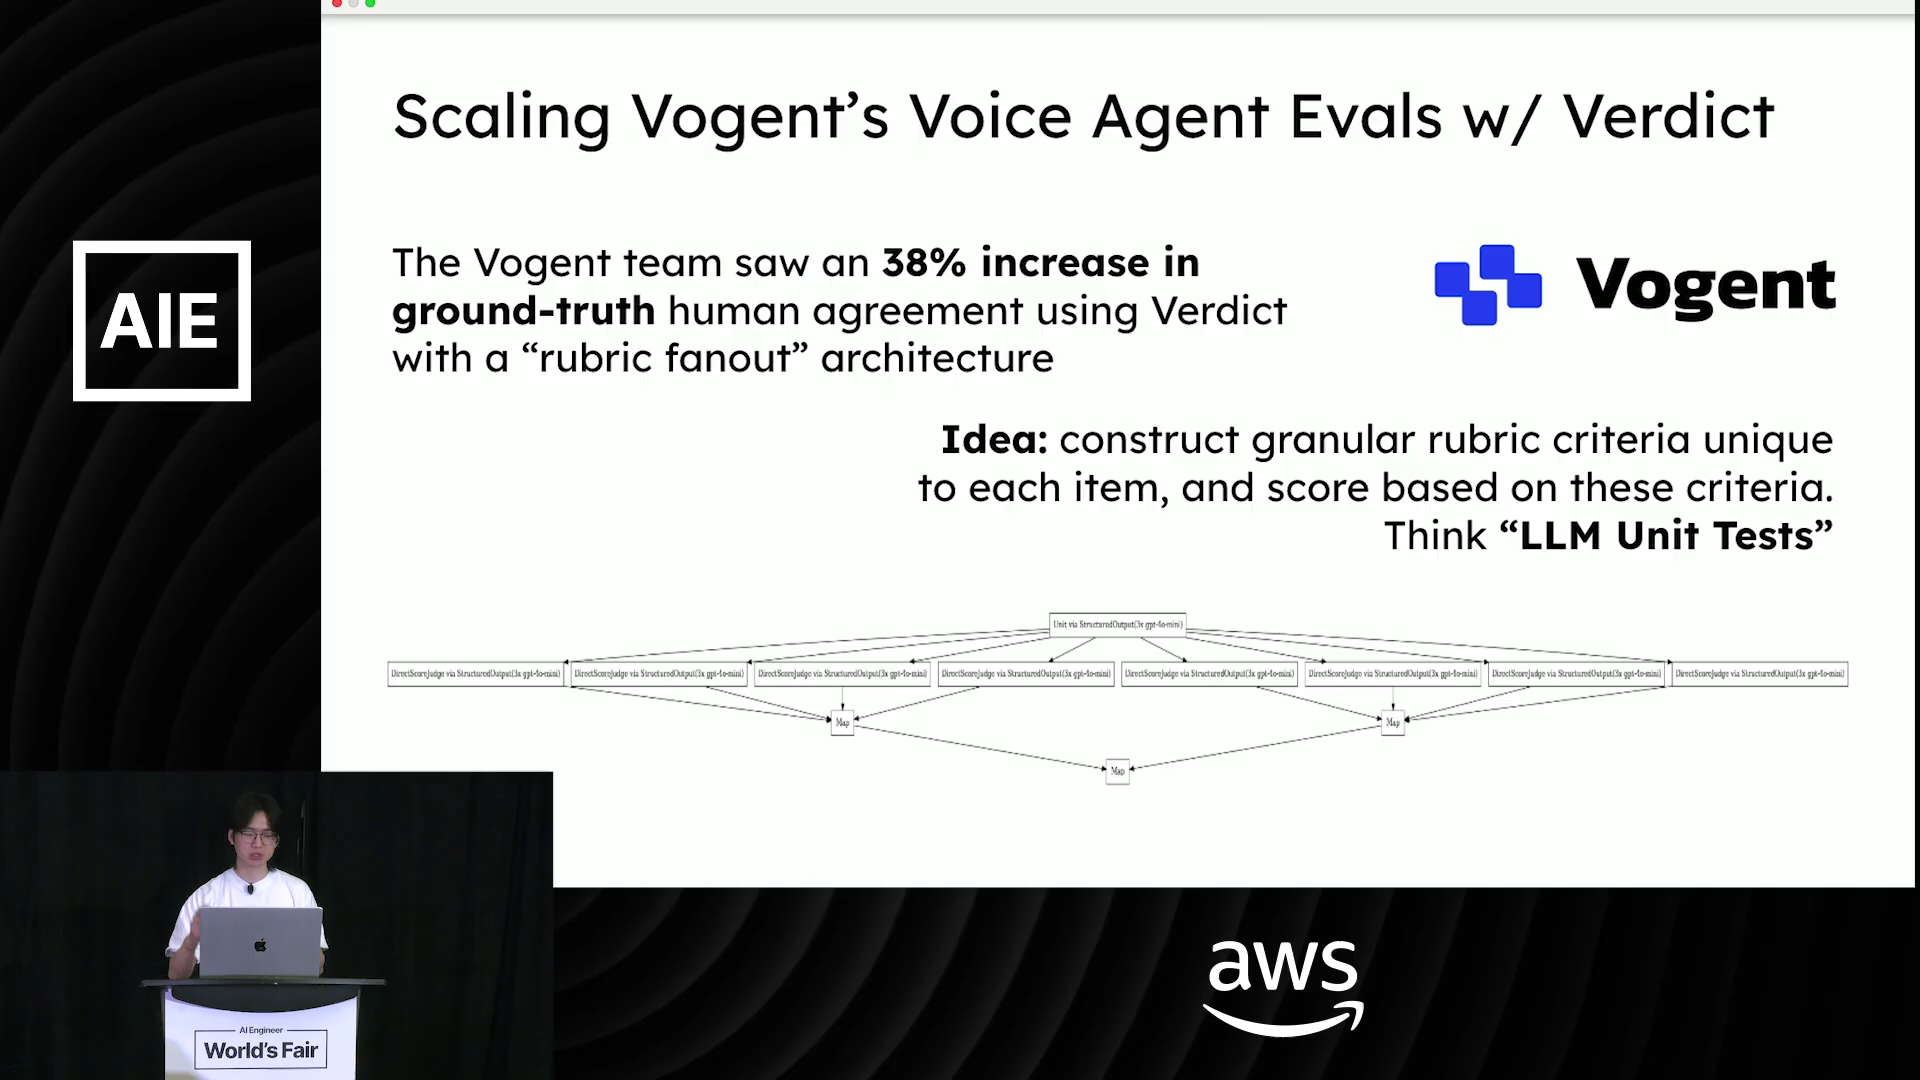 Scaling Vogent’s Voice Agent Evals w/ Verdict
AIE
The Vogent team saw an 38% increase in
ground-truth human agreement using Verdict
with a “rubric fanout” architecture
Vogent
Idea: construct granular rubric criteria unique
to each item, and score based on these criteria.
Think “LLM Unit Tests”
Unit via StructuredOutput(3x gpt-4o-mini)
DirectScoreJudge via StructuredOutput(3x gpt-4o-mini)
DirectScoreJudge via StructuredOutput(3x gpt-4o-mini)
DirectScoreJudge via StructuredOutput(3x gpt-4o-mini)
DirectScoreJudge via StructuredOutput(3x gpt-4o-mini)
DirectScoreJudge via StructuredOutput(3x gpt-4o-mini)
DirectScoreJudge via StructuredOutput(3x gpt-4o-mini)
DirectScoreJudge via StructuredOutput(3x gpt-4o-mini)
DirectScoreJudge via StructuredOutput(3x gpt-4o-mini)
Map
Map
Map
AI Engineer
World's Fair
aws